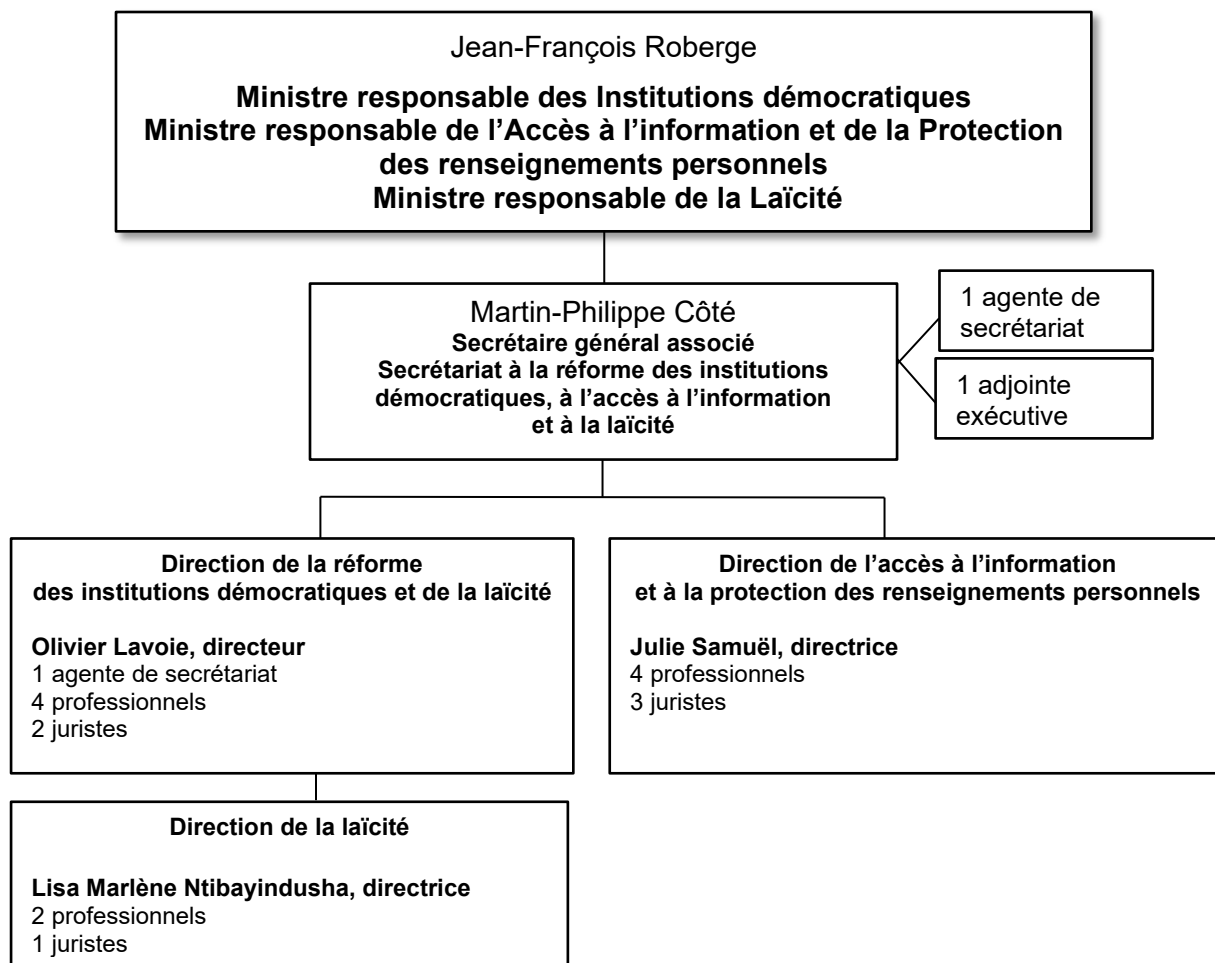 Jean-François Roberge
Ministre responsable des Institutions démocratiques
Ministre responsable de l’Accès à l’information et de la Protection
des renseignements personnels
Ministre responsable de la Laïcité
Martin-Philippe Côté
Secrétaire général associé
Secrétariat à la réforme des institutions
démocratiques, à l’accès à l’information
et à la laïcité
1 agente de
secrétariat
1 adjointe
exécutive
Direction de la réforme
des institutions démocratiques et de la laïcité
Olivier Lavoie, directeur
1 agente de secrétariat
4 professionnels
2 juristes
Direction de l’accès à l’information
et à la protection des renseignements personnels
Julie Samuël, directrice
4 professionnels
3 juristes
Direction de la laïcité
Lisa Marlène Ntibayindusha, directrice
2 professionnels
1 juristes